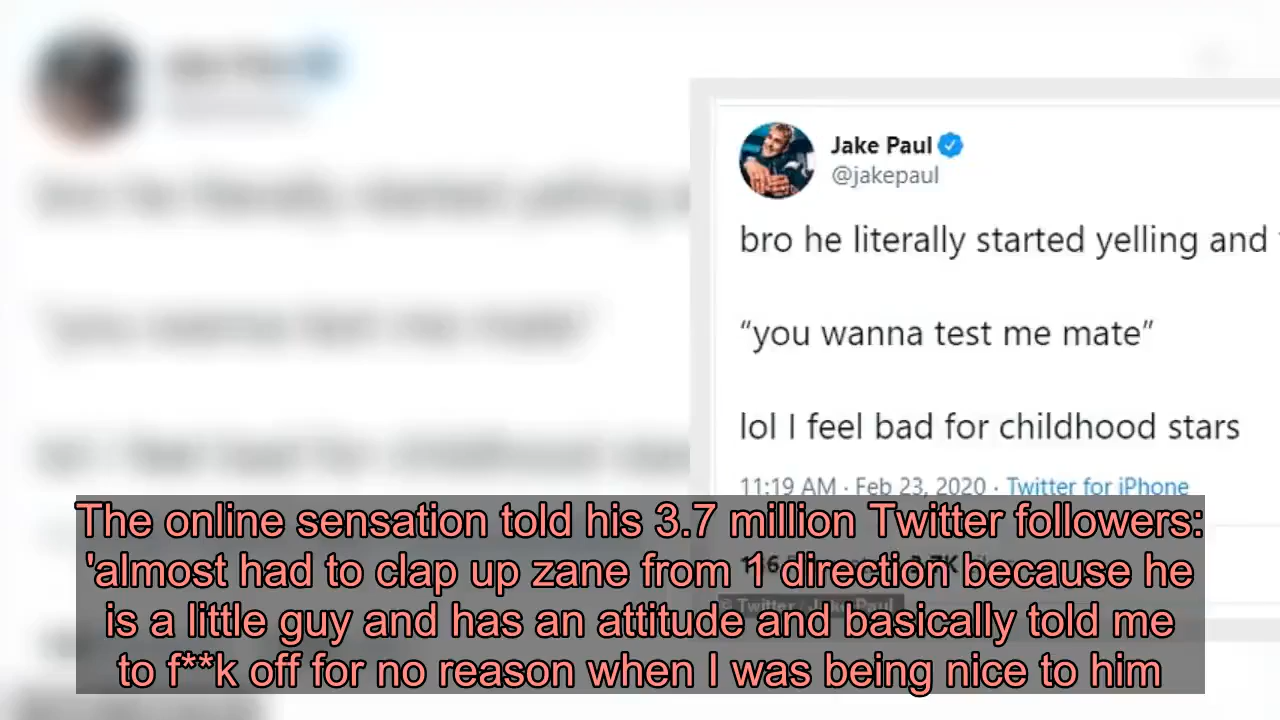 Jake Paul
@jakepaul
bro he literally started yelling and
"you wanna test me mate"
lol I feel bad for childhood stars
11:19 AM · Feb 23, 2020 · Twitter for iPhone
The online sensation told his 3.7 million Twitter followers:
'almost had to clap up zane from 1 direction because he
is a little guy and has an attitude and basically told me
to f**k off for no reason when I was being nice to him
© Twitter / Jake Paul